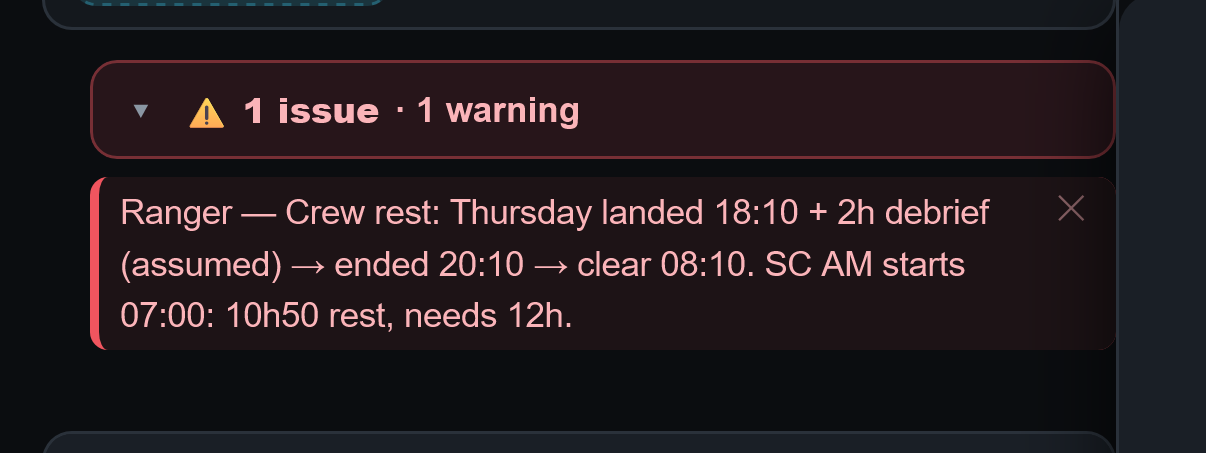 ▼ ⚠️ 1 issue · 1 warning
Ranger — Crew rest: Thursday landed 18:10 + 2h debrief
(assumed) → ended 20:10 → clear 08:10. SC AM starts
07:00: 10h50 rest, needs 12h.